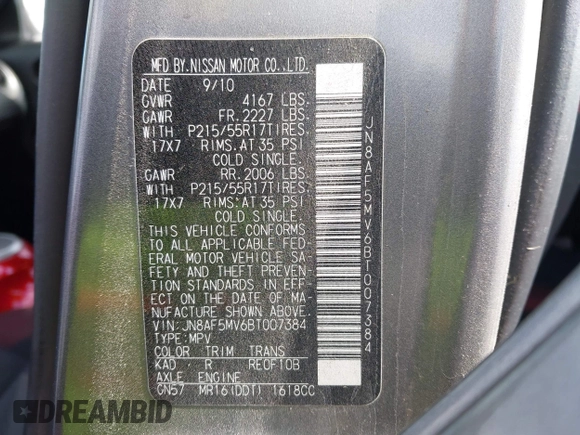 MFD BY.NISSAN MOTOR CO.,LTD.
DATE 9/10
GVWR 4167 LBS.
GAWR FR. 2227 LBS.
WITH P215/55R17TIRES,
17X7 RIMS.AT 35 PSI
COLD SINGLE.
GAWR RR. 2006 LBS.
WITH P215/55R17TIRES,
17X7 RIMS:AT 35 PSI
COLD SINGLE.
THIS VEHICLE CONFORMS
TO ALL APPLICABLE FED-
ERAL MOTOR VEHICLE SA-
FETY AND THEFT PREVEN-
TION STANDARDS IN EFF-
ECT ON THE DATE OF MA-
NUFACTURE SHOWN ABOVE.
VIN: JN8AF5MV6BT007384
TYPE:MPV
COLOR TRIM TRANS
KAD R RE0F10B
AXLE ENGINE
GN57 MR16(DDT) 1618CC
JN8AF5MV6BT007384
DREAMBID